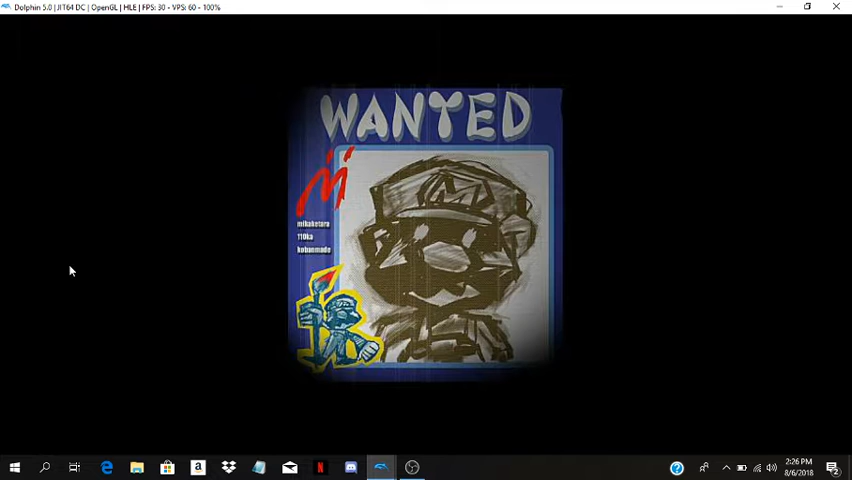 Dolphin 5.0 | JIT64 DC | OpenGL | HLE | FPS: 30 - VPS: 60 - 100%
WANTED
M
mikaketara
110ka
kobanmade
M
2:26 PM
8/6/2018
2